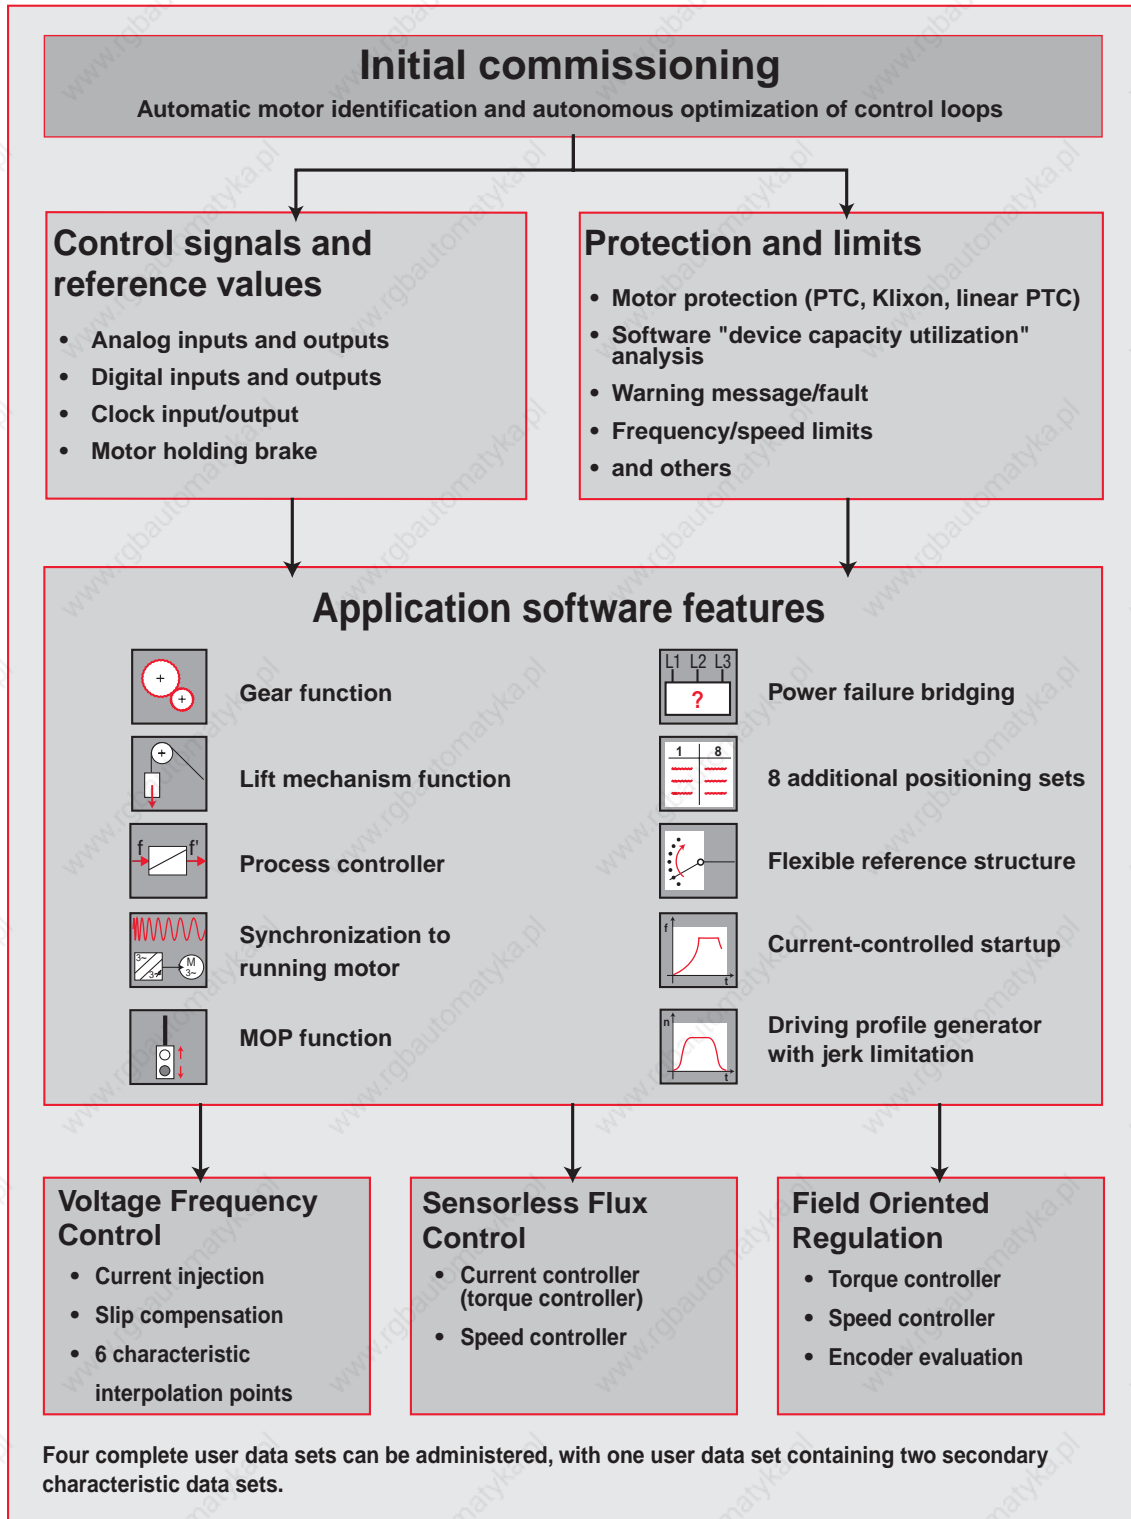 Initial commissioning
Automatic motor identification and autonomous optimization of control loops
Control signals and
reference values
• Analog inputs and outputs
• Digital inputs and outputs
• Clock input/output
• Motor holding brake
Protection and limits
• Motor protection (PTC, Klixon, linear PTC)
• Software "device capacity utilization"
analysis
• Warning message/fault
• Frequency/speed limits
• and others
Application software features
Gear function
Lift mechanism function
f f'
Process controller
3~ 3~ M 3~
Synchronization to
running motor
MOP function
L1 L2 L3
?
Power failure bridging
1 8
8 additional positioning sets
Flexible reference structure
f
t
Current-controlled startup
n
t
Driving profile generator
with jerk limitation
Voltage Frequency
Control
• Current injection
• Slip compensation
• 6 characteristic
interpolation points
Sensorless Flux
Control
• Current controller
(torque controller)
• Speed controller
Field Oriented
Regulation
• Torque controller
• Speed controller
• Encoder evaluation
Four complete user data sets can be administered, with one user data set containing two secondary
characteristic data sets.
www.rgbautomatyka.pl